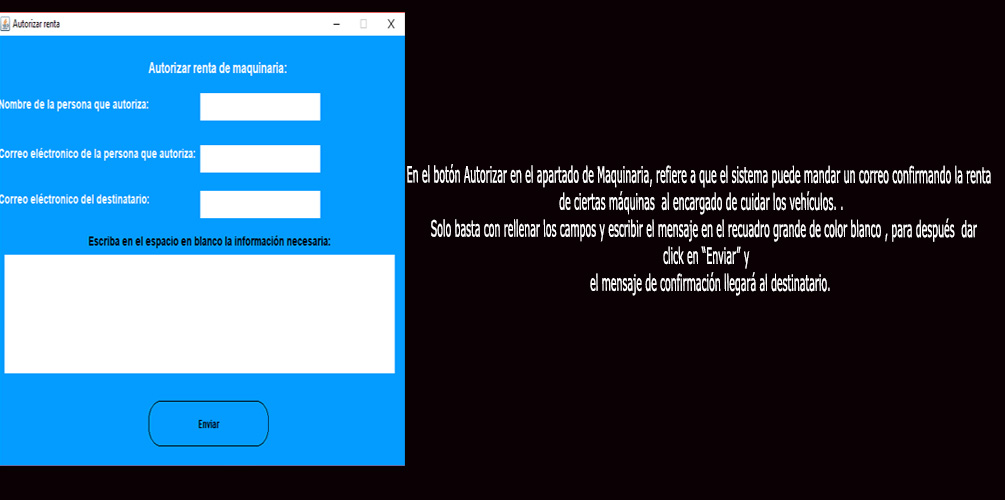 Autorizar renta
Autorizar renta de maquinaria:
Nombre de la persona que autoriza:
Correo eléctronico de la persona que autoriza:
Correo eléctronico del destinatario:
Escriba en el espacio en blanco la información necesaria:
Enviar
En el botón Autorizar en el apartado de Maquinaria, refiere a que el sistema puede mandar un correo confirmando la renta
de ciertas máquinas al encargado de cuidar los vehículos. .
Solo basta con rellenar los campos y escribir el mensaje en el recuadro grande de color blanco , para después dar
click en “Enviar” y
el mensaje de confirmación llegará al destinatario.